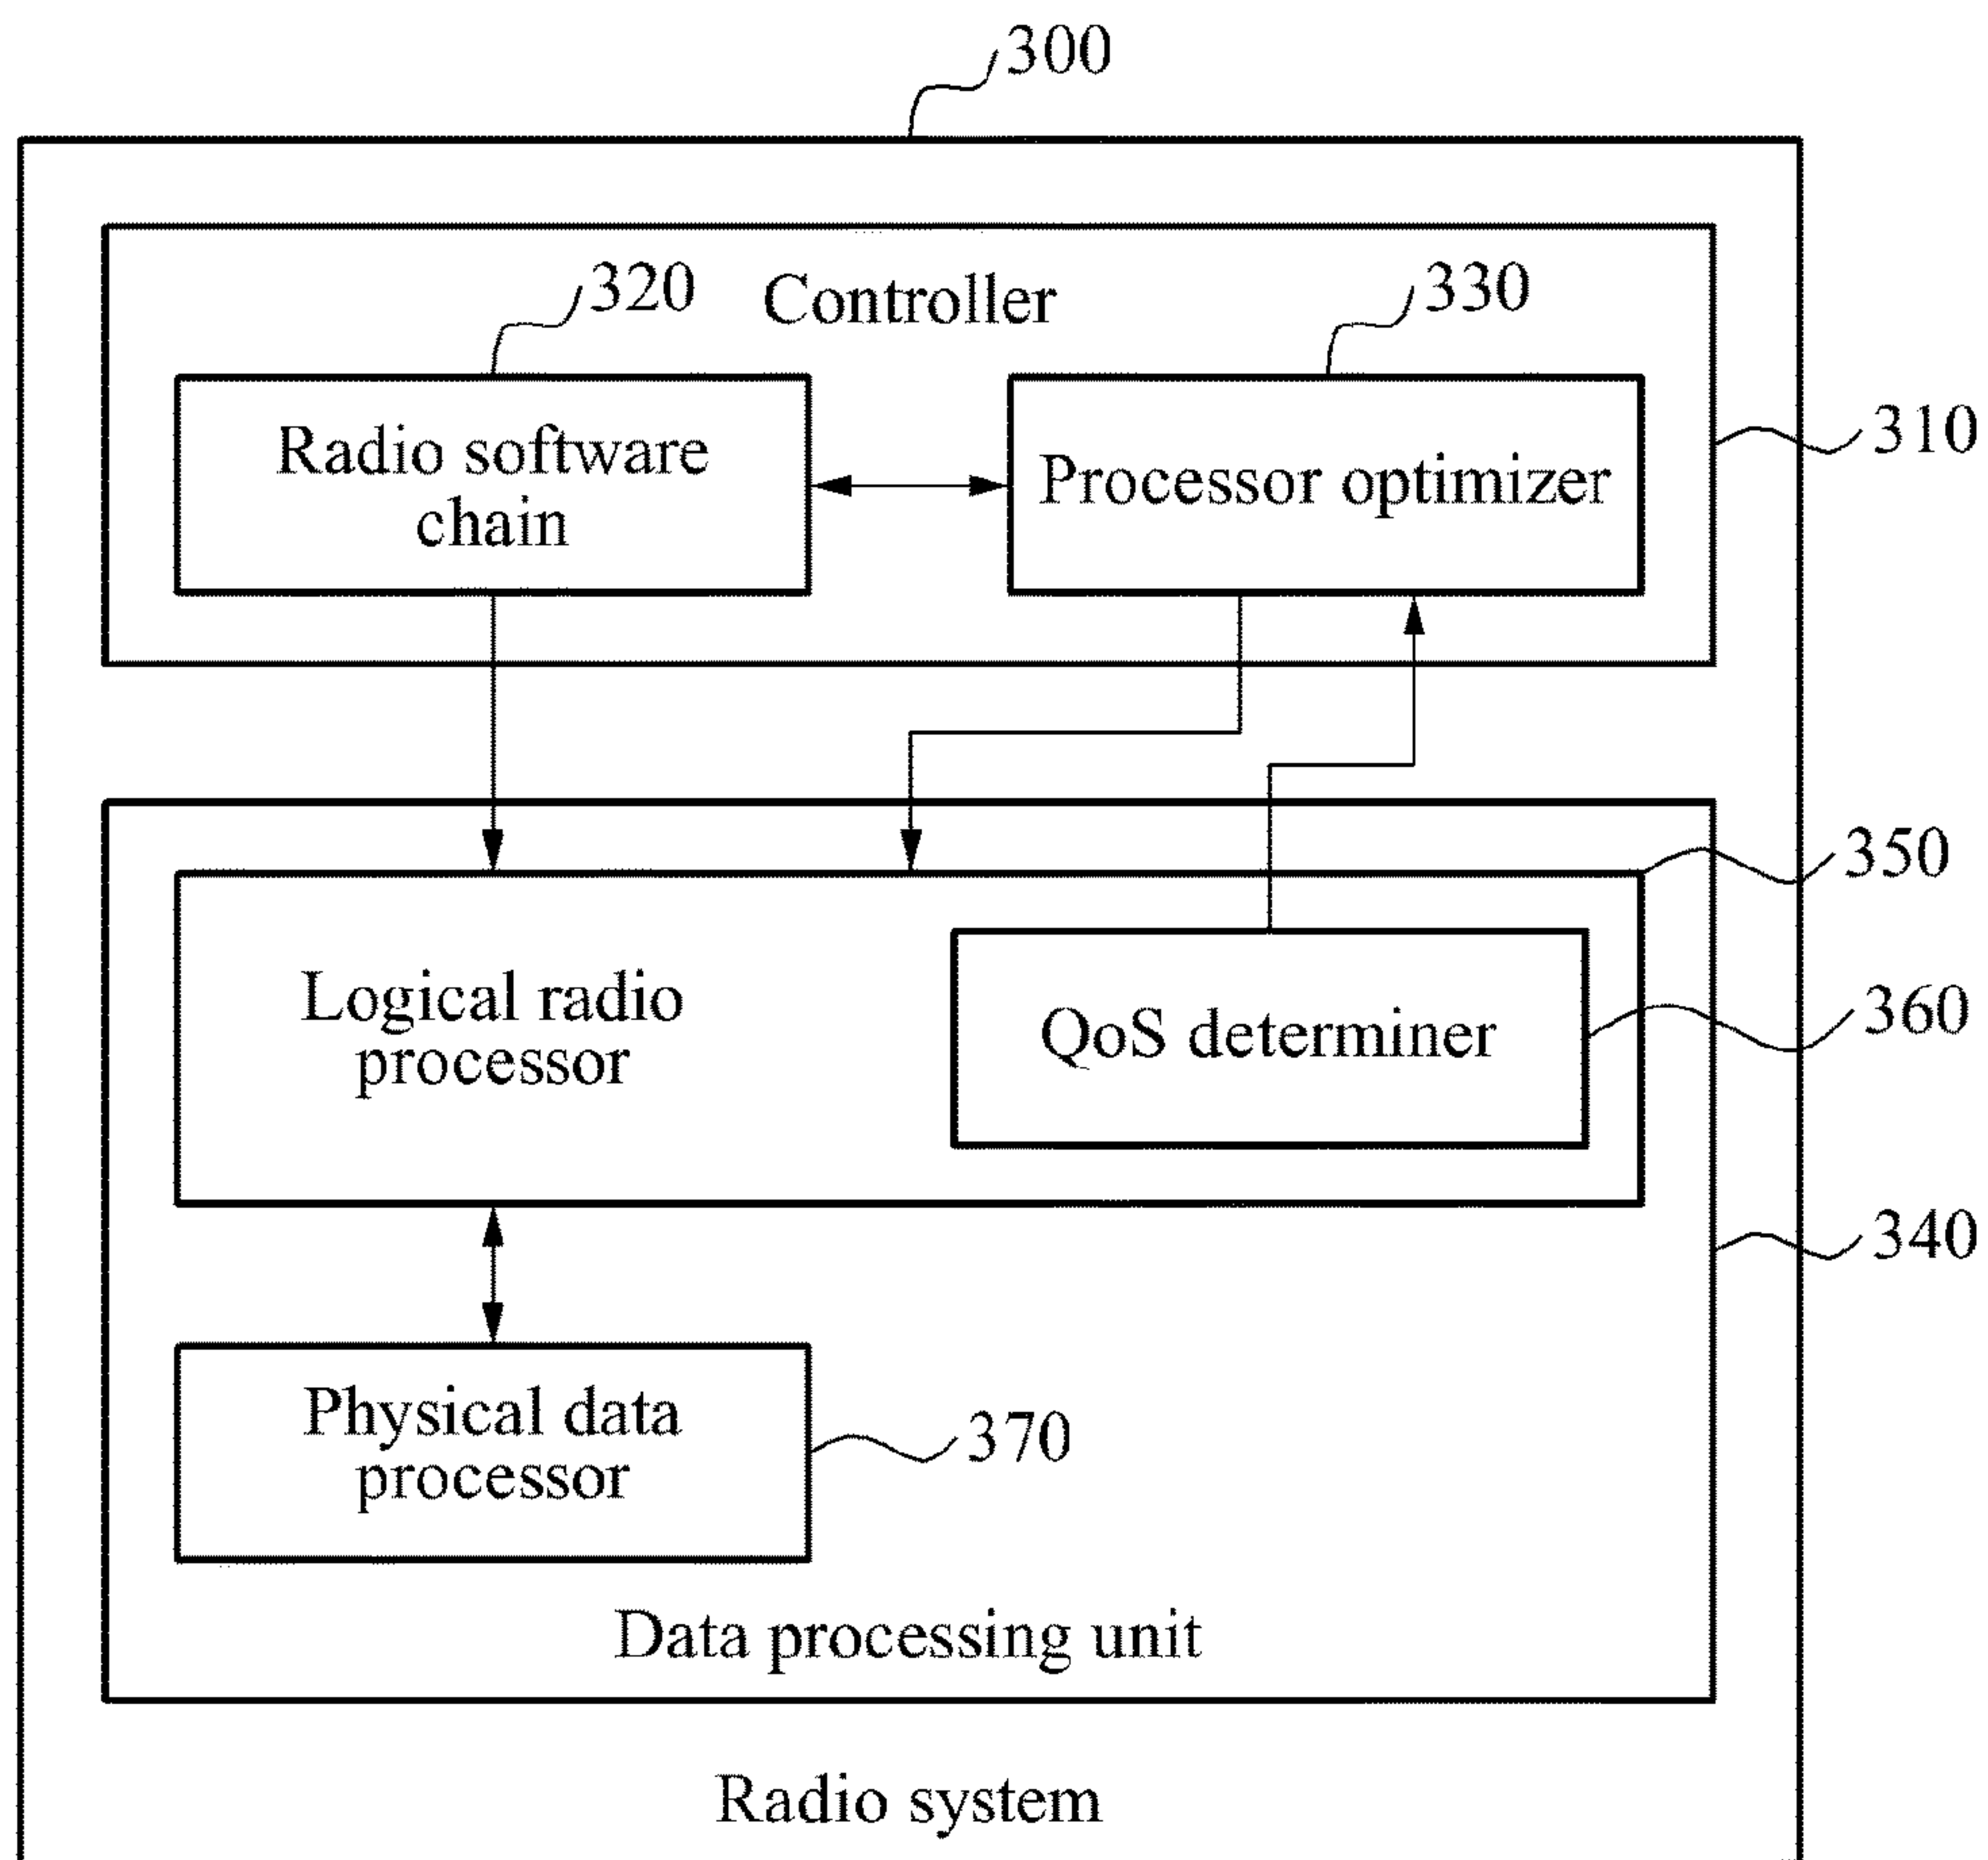 300
Controller
320
330
310
Radio software
chain
Processor optimizer
350
Logical radio
processor
QoS determiner
360
340
Physical data
processor
370
Data processing unit
Radio system